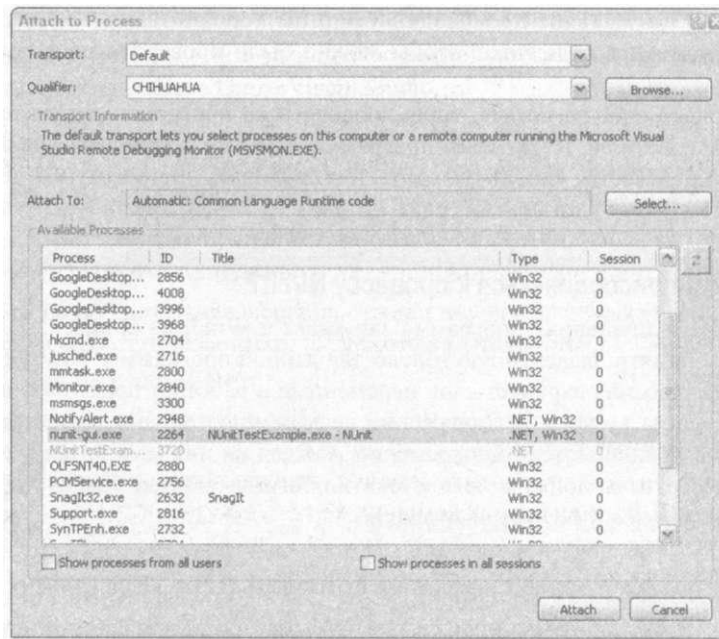 Attach to Process
Transport: Default
Qualifier: CHIHUAHUA Browse...
Transport Information
The default transport lets you select processes on this computer or a remote computer running the Microsoft Visual
Studio Remote Debugging Monitor (MSVSMON.EXE).
Attach To: Automatic: Common Language Runtime code Select...
Available Processes
Process ID Title Type Session
GoogleDesktop... 2856 Win32 0
GoogleDesktop... 4008 Win32 0
GoogleDesktop... 3996 Win32 0
GoogleDesktop... 3968 Win32 0
hkcmd.exe 2704 Win32 0
jusched.exe 2716 Win32 0
mmtask.exe 2800 Win32 0
Monitor.exe 2840 Win32 0
msmsgs.exe 3300 Win32 0
NotifyAlert.exe 2948 .NET, Win32 0
nunit-gui.exe 2264 NUnitTestExample.exe - NUnit .NET, Win32 0
NUnitTestExam... 3720 .NET 0
OLFSNT40.EXE 2880 Win32 0
PCMService.exe 2756 Win32 0
SnagIt32.exe 2632 SnagIt Win32 0
Support.exe 2816 Win32 0
SynTPEnh.exe 2732 Win32 0
Show processes from all users Show processes in all sessions
Attach Cancel